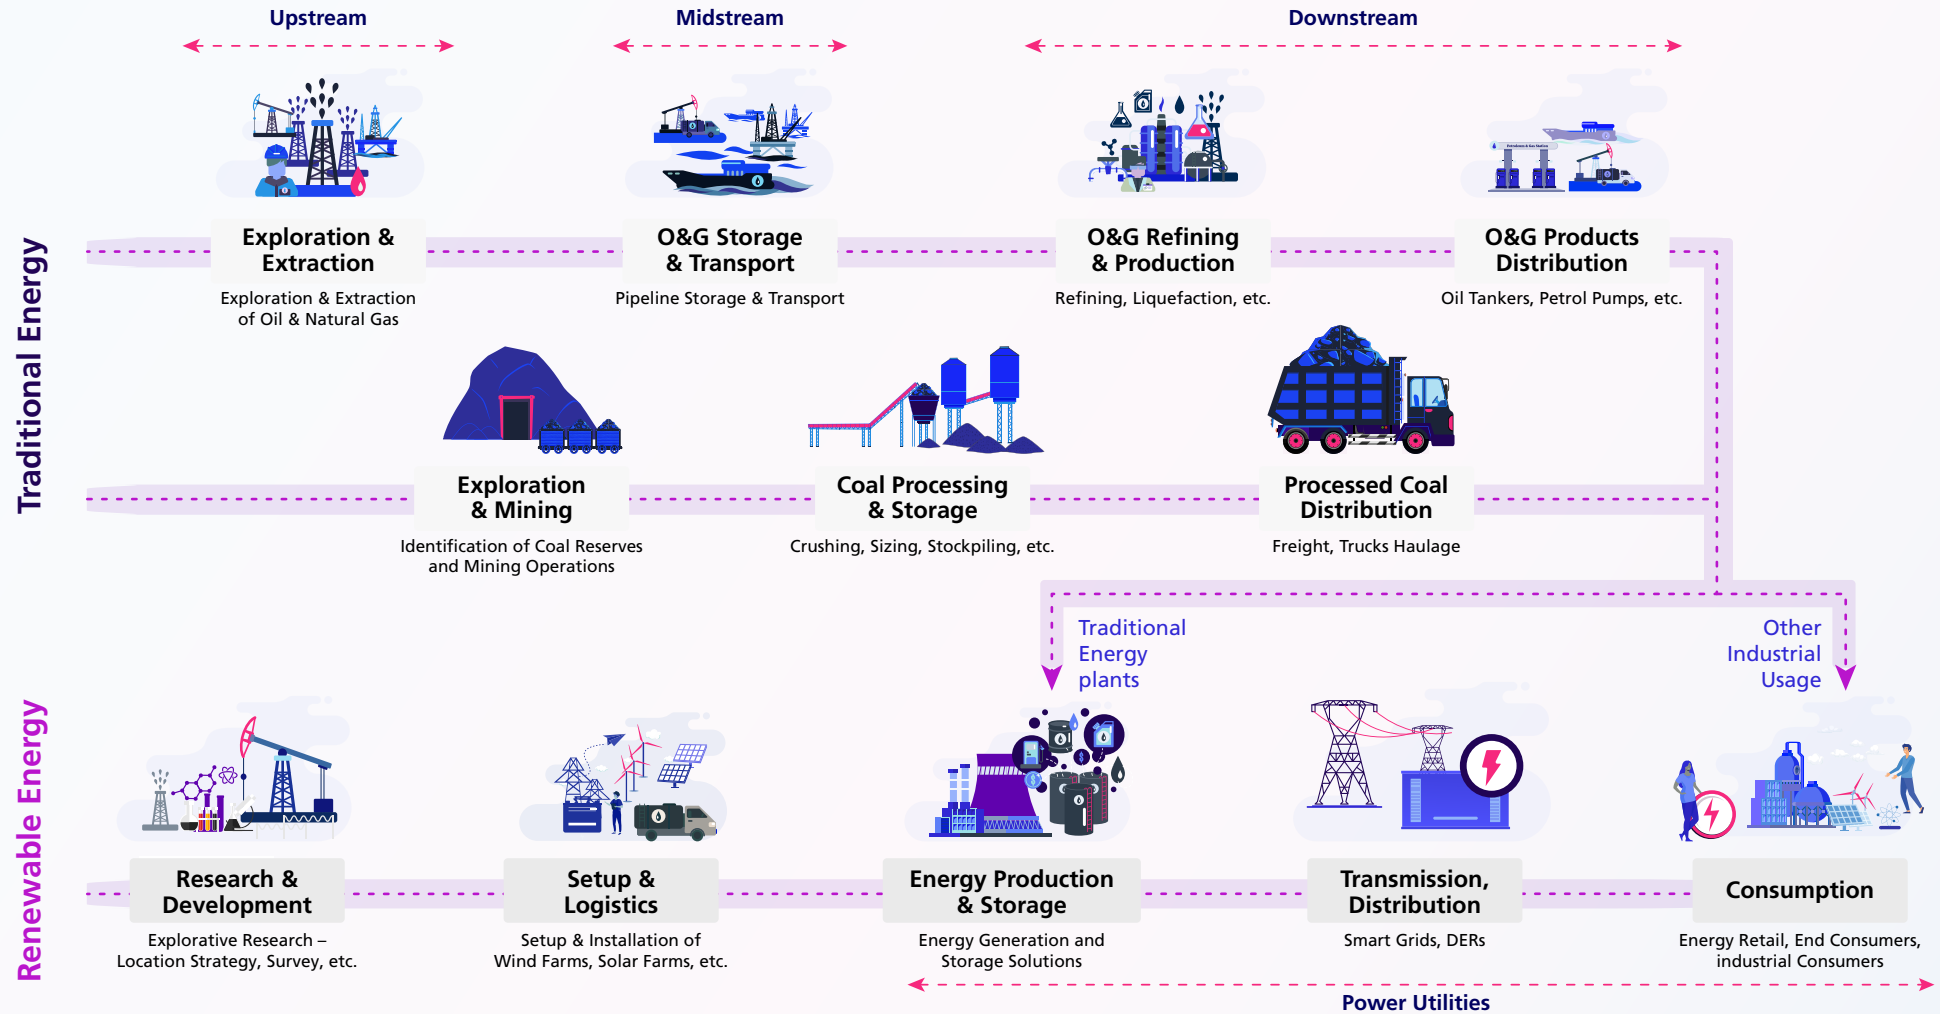 Upstream
Midstream
Downstream
Traditional Energy
Petroleum & Gas Station
Exploration &
Extraction
Exploration & Extraction
of Oil & Natural Gas
O&G Storage
& Transport
Pipeline Storage & Transport
O&G Refining
& Production
Refining, Liquefaction, etc.
O&G Products
Distribution
Oil Tankers, Petrol Pumps, etc.
Exploration
& Mining
Identification of Coal Reserves
and Mining Operations
Coal Processing
& Storage
Crushing, Sizing, Stockpiling, etc.
Processed Coal
Distribution
Freight, Trucks Haulage
Traditional
Energy
plants
Other
Industrial
Usage
Renewable Energy
Research &
Development
Explorative Research –
Location Strategy, Survey, etc.
Setup &
Logistics
Setup & Installation of
Wind Farms, Solar Farms, etc.
Energy Production
& Storage
Energy Generation and
Storage Solutions
Transmission,
Distribution
Smart Grids, DERs
Consumption
Energy Retail, End Consumers,
industrial Consumers
Power Utilities